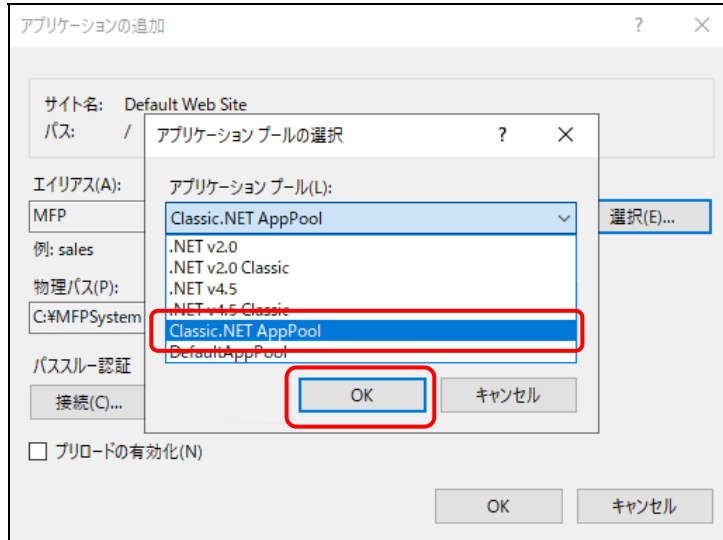 アプリケーションの追加 ?
サイト名: Default Web Site
パス: /
アプリケーション プールの選択 ?
アプリケーション プール(L):
Classic.NET AppPool
.NET v2.0
.NET v2.0 Classic
.NET v4.5
.NET v4.5 Classic
Classic.NET AppPool
DefaultAppPool
OK
キャンセル
エイリアス(A):
MFP
選択(E)...
例: sales
物理パス(P):
C:¥MFPSystem
パススルー認証
接続(C)...
プリロードの有効化(N)
OK
キャンセル